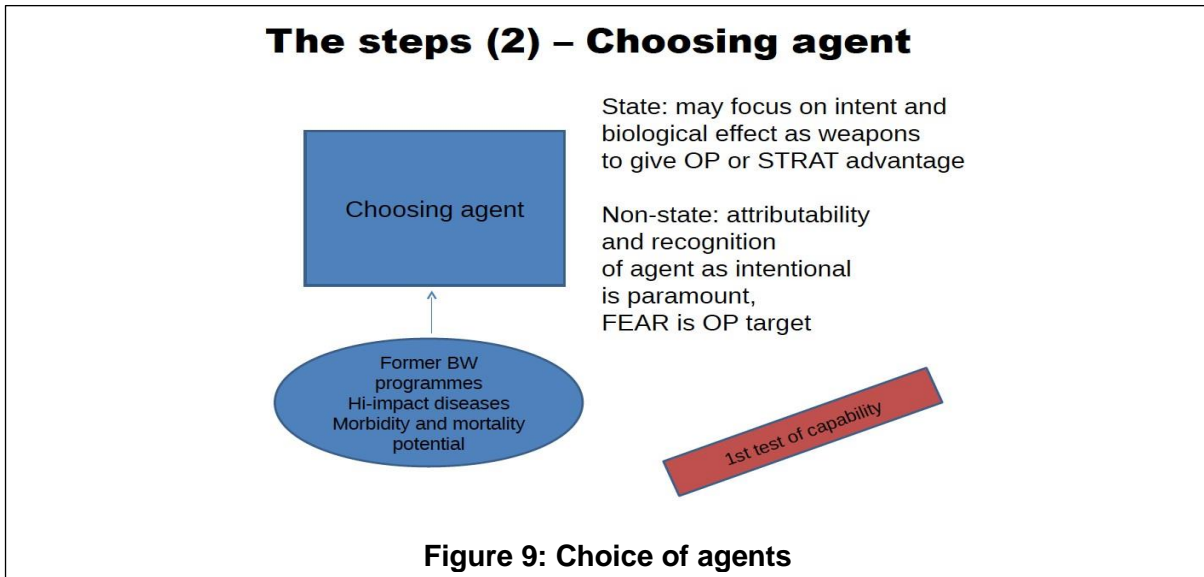 The steps (2) – Choosing agent
State: may focus on intent and
biological effect as weapons
to give OP or STRAT advantage
Choosing agent
Non-state: attributability
and recognition
of agent as intentional
is paramount,
FEAR is OP target
Former BW
programmes
Hi-impact diseases
Morbidity and mortality
potential
1st test of capability
Figure 9: Choice of agents